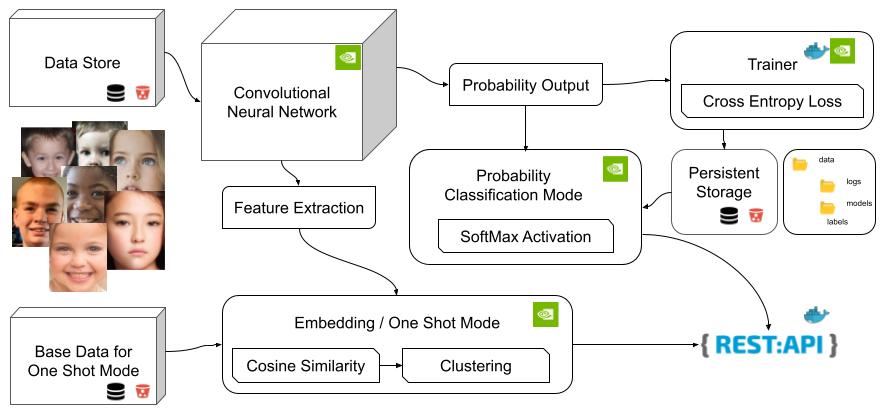 Data Store
Convolutional
Neural Network
Probability Output
Trainer
Cross Entropy Loss
Feature Extraction
Probability
Classification Mode
SoftMax Activation
Persistent
Storage
data
logs
models
labels
Embedding / One Shot Mode
Cosine Similarity
Clustering
Base Data for
One Shot Mode
{ REST:API }